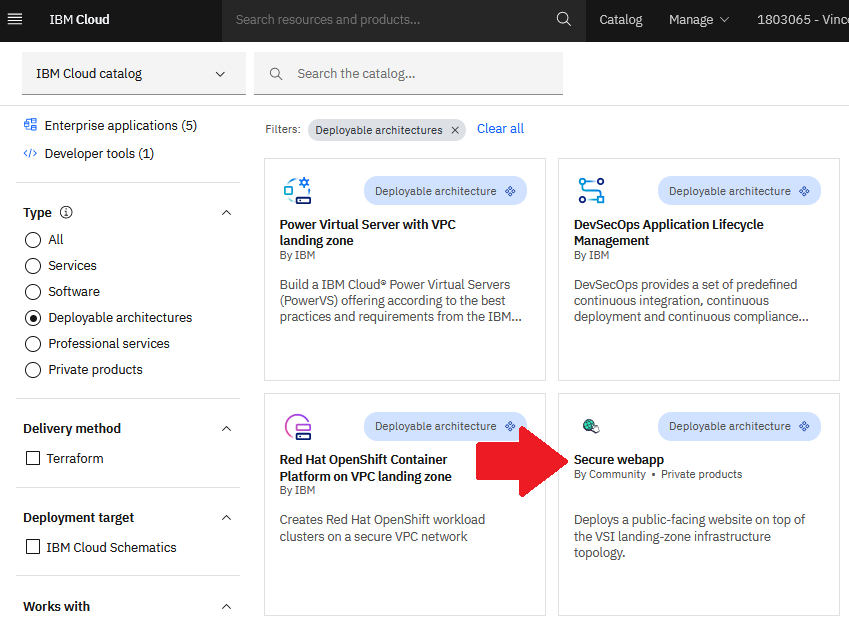 IBM Cloud
Search resources and products...
Catalog
Manage
1803065 - Vinc
IBM Cloud catalog
Search the catalog...
Enterprise applications (5)
Developer tools (1)
Type
All
Services
Software
Deployable architectures
Professional services
Private products
Delivery method
Terraform
Deployment target
IBM Cloud Schematics
Works with
Filters:
Deployable architectures
Clear all
Deployable architecture
Power Virtual Server with VPC
landing zone
By IBM
Build a IBM Cloud® Power Virtual Servers
(PowerVS) offering according to the best
practices and requirements from the IBM...
Deployable architecture
DevSecOps Application Lifecycle
Management
By IBM
DevSecOps provides a set of predefined
continuous integration, continuous
deployment and continuous compliance...
Deployable architecture
Red Hat OpenShift Container
Platform on VPC landing zone
By IBM
Creates Red Hat OpenShift workload
clusters on a secure VPC network
Deployable architecture
Secure webapp
By Community • Private products
Deploys a public-facing website on top of
the VSI landing-zone infrastructure
topology.